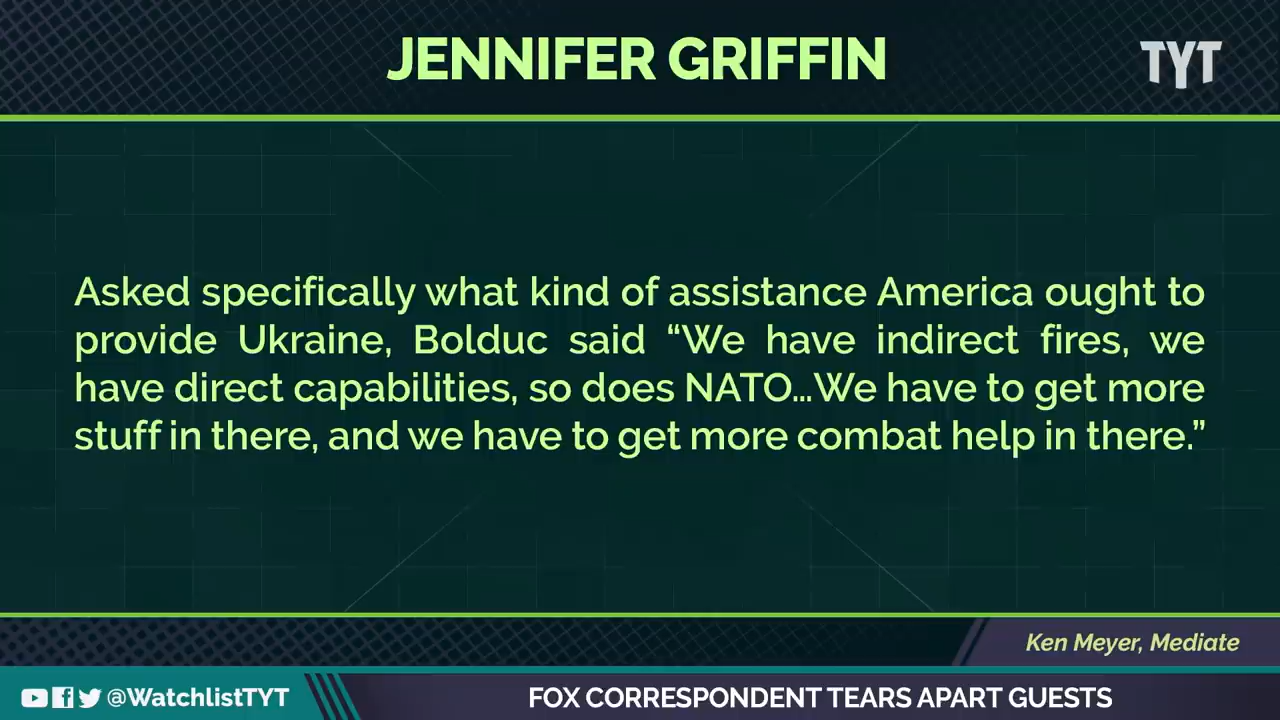 JENNIFER GRIFFIN
TYT
Asked specifically what kind of assistance America ought to
provide Ukraine, Bolduc said “We have indirect fires, we
have direct capabilities, so does NATO...We have to get more
stuff in there, and we have to get more combat help in there.”
Ken Meyer, Mediate
@WatchlistTYT
FOX CORRESPONDENT TEARS APART GUESTS